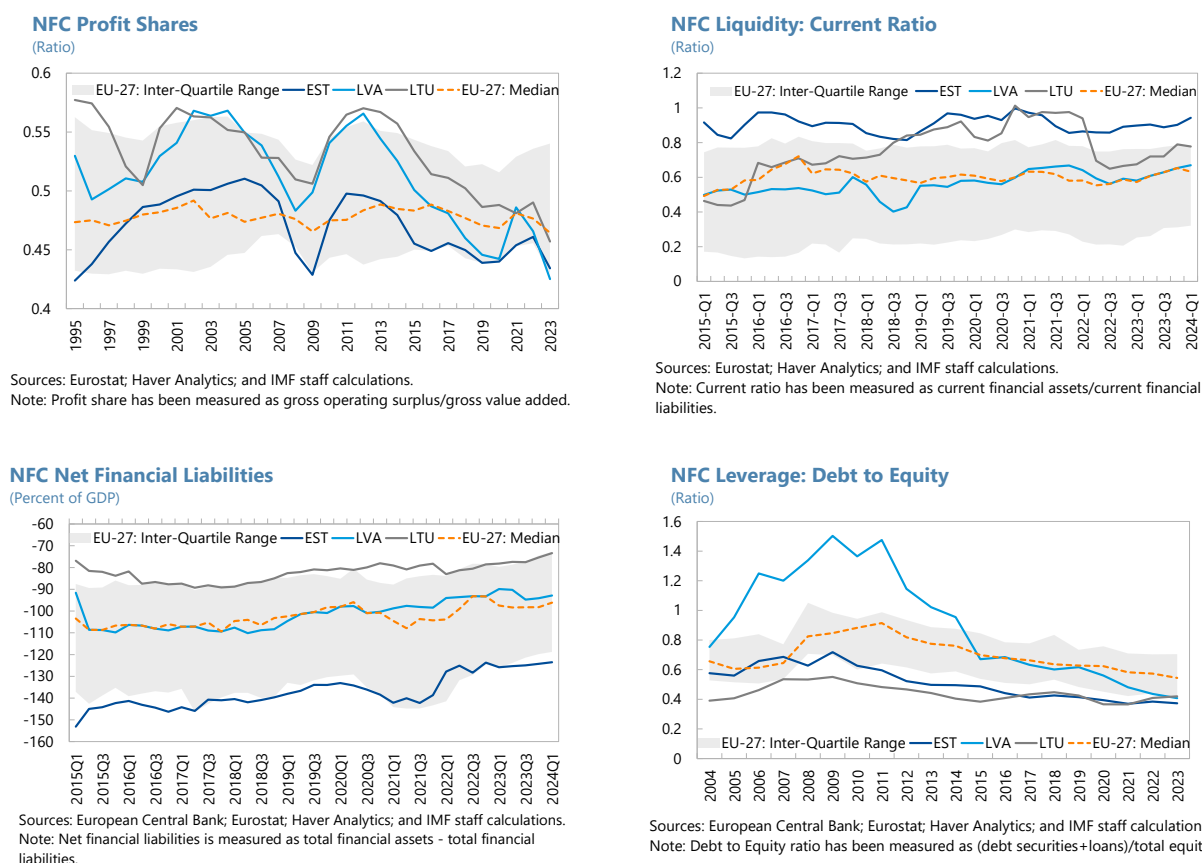 NFC Profit Shares
(Ratio)
0.6
EU-27: Inter-Quartile Range EST LVA LTU EU-27: Median
0.55
0.5
0.45
0.4
1995 1997 1999 2001 2003 2005 2007 2009 2011 2013 2015 2017 2019 2021 2023
Sources: Eurostat; Haver Analytics; and IMF staff calculations.
Note: Profit share has been measured as gross operating surplus/gross value added.
NFC Liquidity: Current Ratio
(Ratio)
1.2
EU-27: Inter-Quartile Range EST LVA LTU EU-27: Median
1
0.8
0.6
0.4
0.2
0
2015-Q1 2015-Q3 2016-Q1 2016-Q3 2017-Q1 2017-Q3 2018-Q1 2018-Q3 2019-Q1 2019-Q3 2020-Q1 2020-Q3 2021-Q1 2021-Q3 2022-Q1 2022-Q3 2023-Q1 2023-Q3 2024-Q1
Sources: Eurostat; Haver Analytics; and IMF staff calculations.
Note: Current ratio has been measured as current financial assets/current financial
liabilities.
NFC Net Financial Liabilities
(Percent of GDP)
-60
EU-27: Inter-Quartile Range EST LVA LTU EU-27: Median
-70
-80
-90
-100
-110
-120
-130
-140
-150
-160
2015Q1 2015Q3 2016Q1 2016Q3 2017Q1 2017Q3 2018Q1 2018Q3 2019Q1 2019Q3 2020Q1 2020Q3 2021Q1 2021Q3 2022Q1 2022Q3 2023Q1 2023Q3 2024Q1
Sources: European Central Bank; Eurostat; Haver Analytics; and IMF staff calculations.
Note: Net financial liabilities is measured as total financial assets - total financial
liabilities.
NFC Leverage: Debt to Equity
(Ratio)
1.6
1.4
1.2
1
0.8
0.6
0.4
0.2
EU-27: Inter-Quartile Range EST LVA LTU EU-27: Median
0
2004 2005 2006 2007 2008 2009 2010 2011 2012 2013 2014 2015 2016 2017 2018 2019 2020 2021 2022 2023
Sources: European Central Bank; Eurostat; Haver Analytics; and IMF staff calculation
Note: Debt to Equity ratio has been measured as (debt securities+loans)/total equit